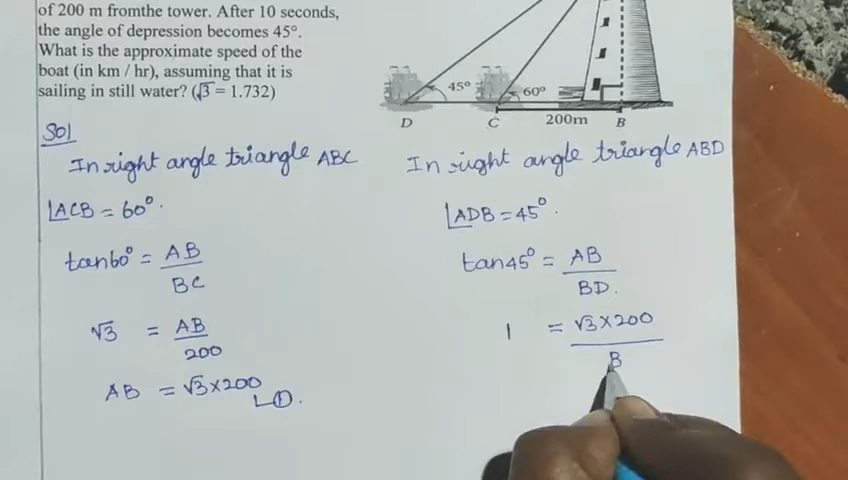 of 200 m fromthe tower. After 10 seconds,
the angle of depression becomes 45°.
What is the approximate speed of the
boat (in km / hr), assuming that it is
sailing in still water? (√3 = 1.732)
45° 60°
200m
D C B
Sol
In right angle triangle ABC
∠ACB = 60°.
tan60° = AB / BC
√3 = AB / 200
AB = √3 × 200
①.
In right angle triangle ABD
∠ADB = 45°.
tan45° = AB / BD.
1 = √3 × 200 / B